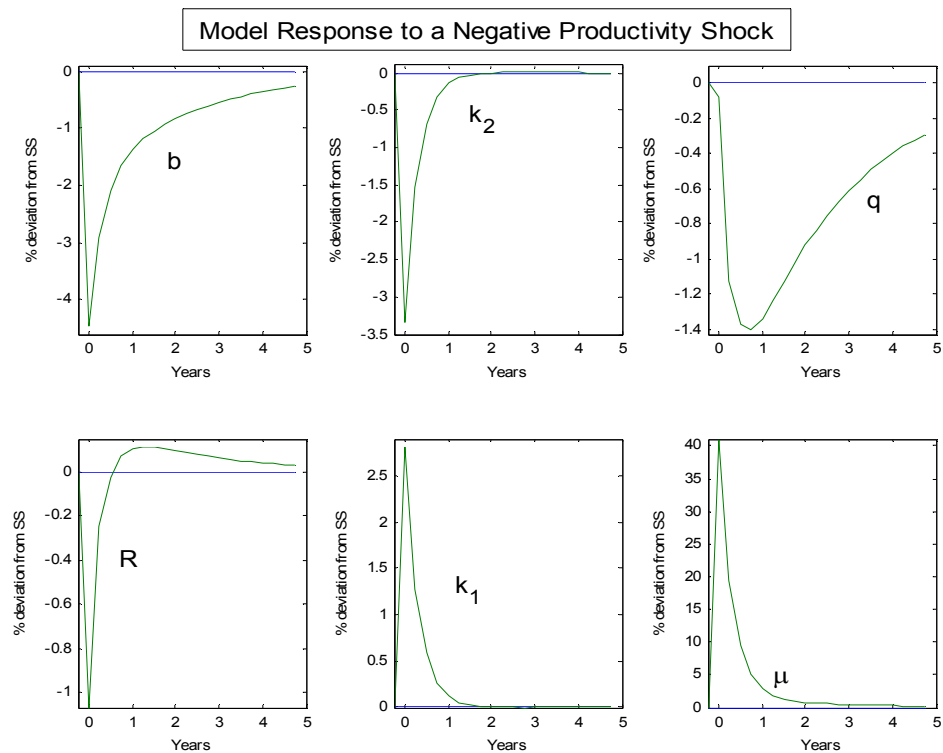 Model Response to a Negative Productivity Shock
% deviation from SS
0
-1
-2
-3
-4
b
0 1 2 3 4 5
Years
% deviation from SS
0
-0.5
-1
-1.5
-2
-2.5
-3
-3.5
k2
0 1 2 3 4 5
Years
% deviation from SS
0
-0.2
-0.4
-0.6
-0.8
-1
-1.2
-1.4
q
0 1 2 3 4 5
Years
% deviation from SS
0
-0.2
-0.4
-0.6
-0.8
-1
R
0 1 2 3 4 5
Years
% deviation from SS
2.5
2
1.5
1
0.5
0
k1
0 1 2 3 4 5
Years
% deviation from SS
40
35
30
25
20
15
10
5
0
μ
0 1 2 3 4 5
Years